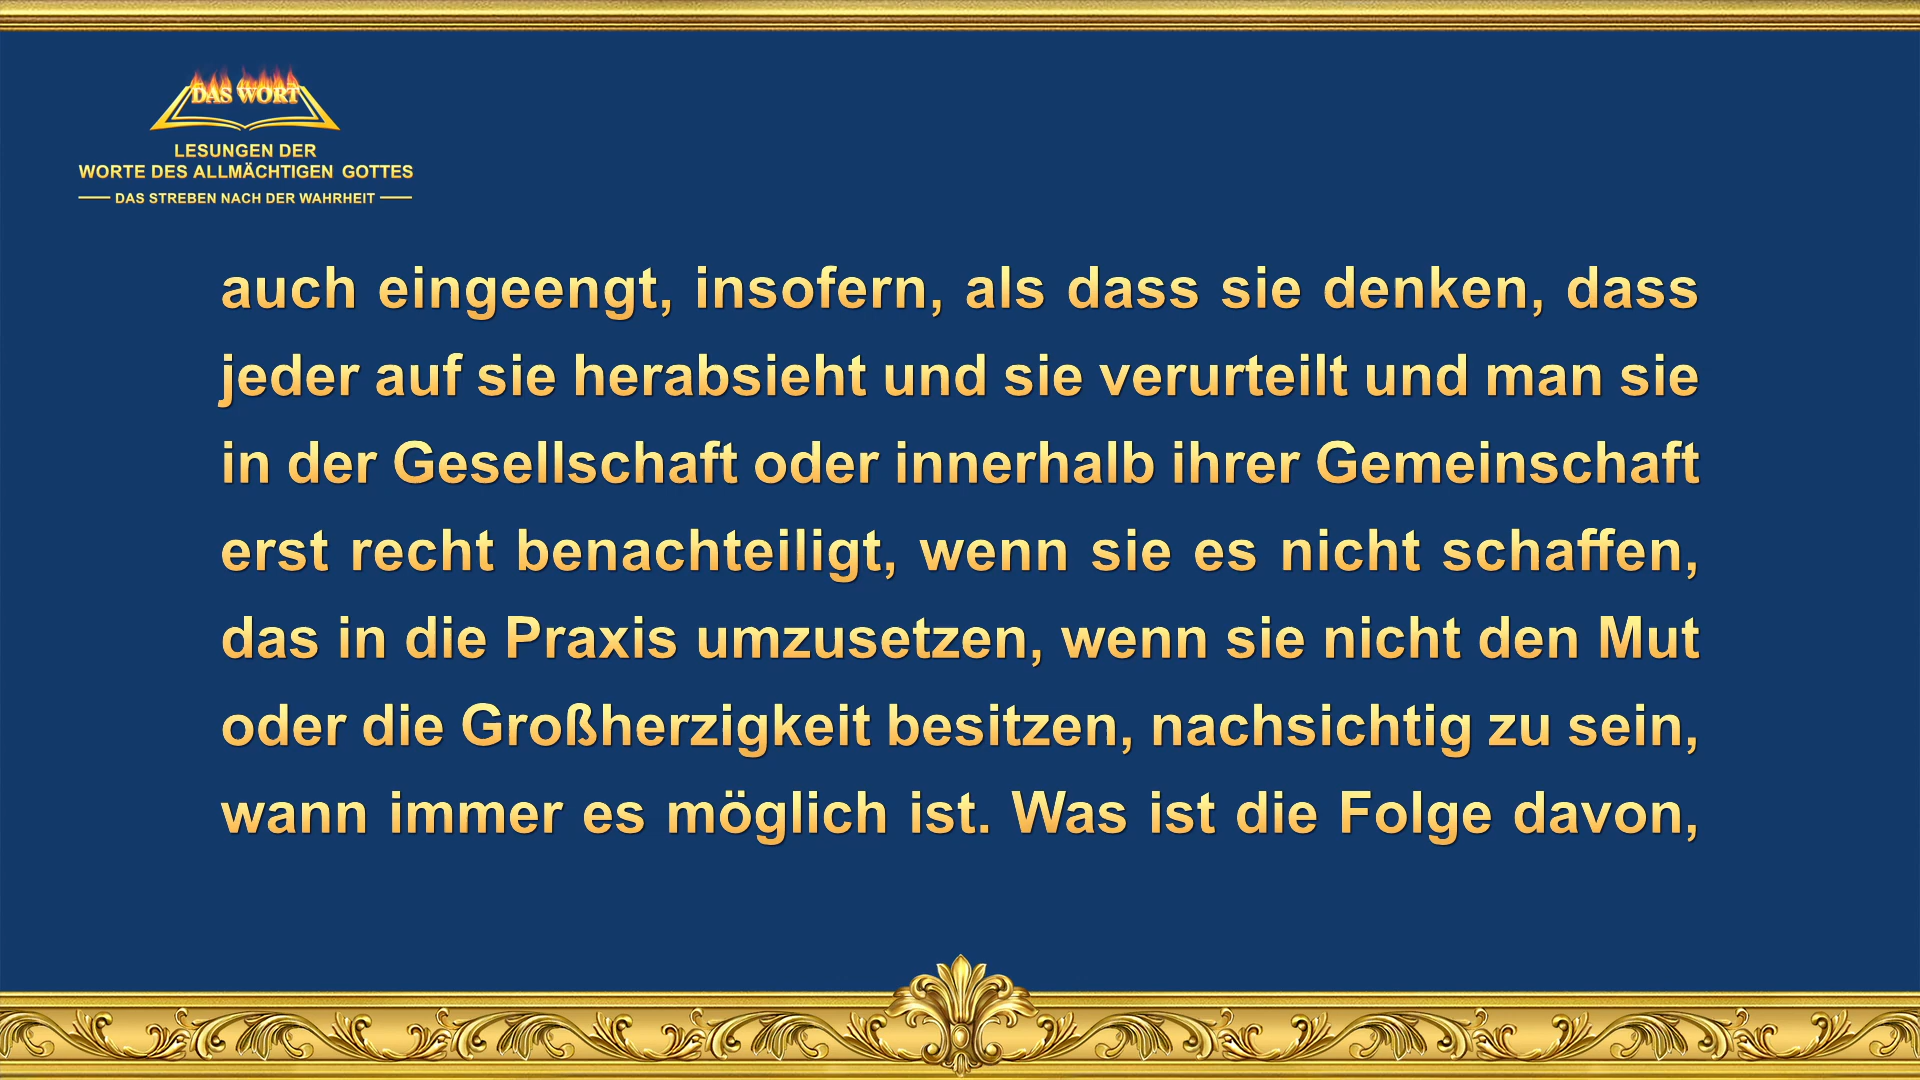 DAS WORT
LESUNGEN DER
WORTE DES ALLMÄCHTIGEN GOTTES
DAS STREBEN NACH DER WAHRHEIT
auch eingeengt, insofern, als dass sie denken, dass
jeder auf sie herabsieht und sie verurteilt und man sie
in der Gesellschaft oder innerhalb ihrer Gemeinschaft
erst recht benachteiligt, wenn sie es nicht schaffen,
das in die Praxis umzusetzen, wenn sie nicht den Mut
oder die Großherzigkeit besitzen, nachsichtig zu sein,
wann immer es möglich ist. Was ist die Folge davon,